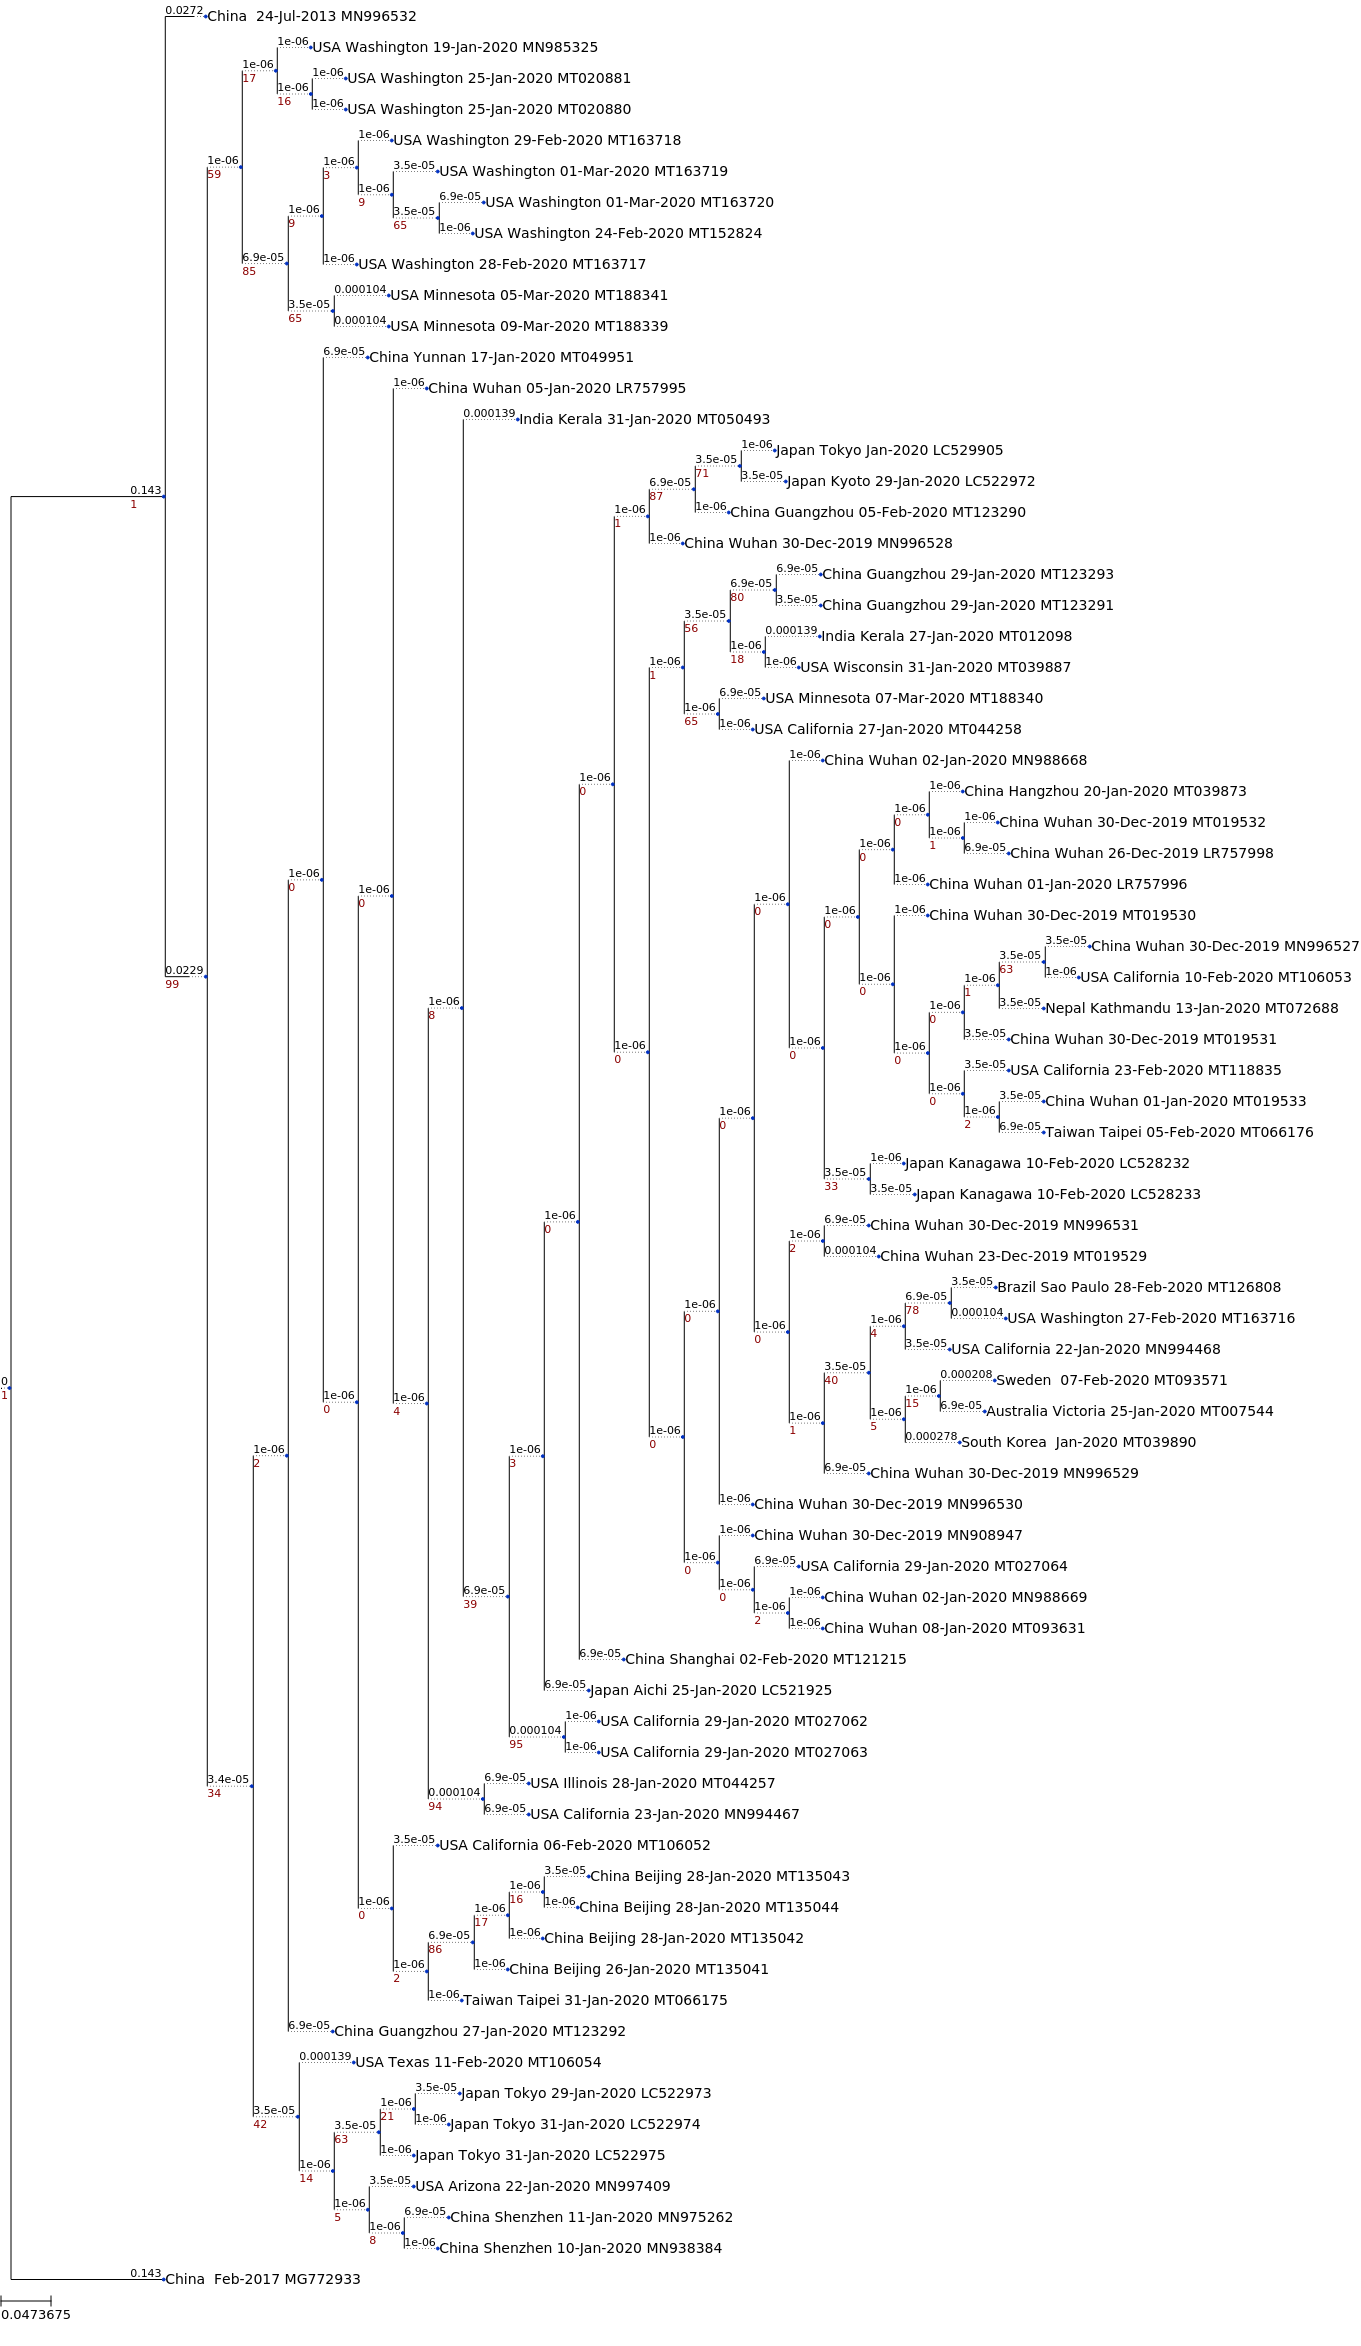 0.0272 China  24-Jul-2013 MN996532
1e-06 USA Washington 19-Jan-2020 MN985325
1e-06
17
1e-06 USA Washington 25-Jan-2020 MT020881
1e-06
16
1e-06 USA Washington 25-Jan-2020 MT020880
1e-06 USA Washington 29-Feb-2020 MT163718
1e-06
59
1e-06
3
3.5e-05 USA Washington 01-Mar-2020 MT163719
1e-06
9
6.9e-05 USA Washington 01-Mar-2020 MT163720
1e-06
9
3.5e-05
65
1e-06 USA Washington 24-Feb-2020 MT152824
6.9e-05
85
1e-06 USA Washington 28-Feb-2020 MT163717
0.000104 USA Minnesota 05-Mar-2020 MT188341
3.5e-05
65
0.000104 USA Minnesota 09-Mar-2020 MT188339
6.9e-05 China Yunnan 17-Jan-2020 MT049951
1e-06 China Wuhan 05-Jan-2020 LR757995
0.000139 India Kerala 31-Jan-2020 MT050493
1e-06 Japan Tokyo Jan-2020 LC529905
3.5e-05
71
3.5e-05 Japan Kyoto 29-Jan-2020 LC522972
6.9e-05
87
0.143
1
1e-06 China Guangzhou 05-Feb-2020 MT123290
1e-06
1
1e-06 China Wuhan 30-Dec-2019 MN996528
6.9e-05 China Guangzhou 29-Jan-2020 MT123293
6.9e-05
80
3.5e-05 China Guangzhou 29-Jan-2020 MT123291
3.5e-05
56
0.000139 India Kerala 27-Jan-2020 MT012098
1e-06
18
1e-06 USA Wisconsin 31-Jan-2020 MT039887
1e-06
1
6.9e-05 USA Minnesota 07-Mar-2020 MT188340
1e-06
65
1e-06 USA California 27-Jan-2020 MT044258
1e-06 China Wuhan 02-Jan-2020 MN988668
1e-06
0
1e-06 China Hangzhou 20-Jan-2020 MT039873
1e-06
0
1e-06 China Wuhan 30-Dec-2019 MT019532
1e-06
1
6.9e-05 China Wuhan 26-Dec-2019 LR757998
1e-06
0
1e-06
0
1e-06 China Wuhan 01-Jan-2020 LR757996
1e-06
0
1e-06
0
1e-06 China Wuhan 30-Dec-2019 MT019530
1e-06
0
3.5e-05 China Wuhan 30-Dec-2019 MN996527
3.5e-05
63
0.0229
99
1e-06 USA California 10-Feb-2020 MT106053
1e-06
0
1e-06
1
3.5e-05 Nepal Kathmandu 13-Jan-2020 MT072688
1e-06
8
1e-06
0
3.5e-05 China Wuhan 30-Dec-2019 MT019531
1e-06
0
1e-06
0
1e-06
0
3.5e-05 USA California 23-Feb-2020 MT118835
1e-06
0
3.5e-05 China Wuhan 01-Jan-2020 MT019533
1e-06
0
1e-06
2
6.9e-05 Taiwan Taipei 05-Feb-2020 MT066176
1e-06 Japan Kanagawa 10-Feb-2020 LC528232
3.5e-05
33
3.5e-05 Japan Kanagawa 10-Feb-2020 LC528233
1e-06
0
6.9e-05 China Wuhan 30-Dec-2019 MN996531
1e-06
2
0.000104 China Wuhan 23-Dec-2019 MT019529
3.5e-05 Brazil Sao Paulo 28-Feb-2020 MT126808
6.9e-05
78
1e-06
0
0.000104 USA Washington 27-Feb-2020 MT163716
1e-06
4
1e-06
0
3.5e-05 USA California 22-Jan-2020 MN994468
3.5e-05
40
0.000208 Sweden  07-Feb-2020 MT093571
0
1
1e-06
15
1e-06
0
1e-06
4
6.9e-05 Australia Victoria 25-Jan-2020 MT007544
1e-06
5
1e-06
1
1e-06
0
0.000278 South Korea  Jan-2020 MT039890
1e-06
2
1e-06
3
6.9e-05 China Wuhan 30-Dec-2019 MN996529
1e-06 China Wuhan 30-Dec-2019 MN996530
1e-06 China Wuhan 30-Dec-2019 MN908947
1e-06
0
6.9e-05 USA California 29-Jan-2020 MT027064
1e-06
0
6.9e-05
39
1e-06 China Wuhan 02-Jan-2020 MN988669
1e-06
2
1e-06 China Wuhan 08-Jan-2020 MT093631
6.9e-05 China Shanghai 02-Feb-2020 MT121215
6.9e-05 Japan Aichi 25-Jan-2020 LC521925
1e-06 USA California 29-Jan-2020 MT027062
0.000104
95
1e-06 USA California 29-Jan-2020 MT027063
6.9e-05 USA Illinois 28-Jan-2020 MT044257
3.4e-05
34
0.000104
94
6.9e-05 USA California 23-Jan-2020 MN994467
3.5e-05 USA California 06-Feb-2020 MT106052
3.5e-05 China Beijing 28-Jan-2020 MT135043
1e-06
16
1e-06
0
1e-06 China Beijing 28-Jan-2020 MT135044
1e-06
17
1e-06 China Beijing 28-Jan-2020 MT135042
6.9e-05
86
1e-06 China Beijing 26-Jan-2020 MT135041
1e-06
2
1e-06 Taiwan Taipei 31-Jan-2020 MT066175
6.9e-05 China Guangzhou 27-Jan-2020 MT123292
0.000139 USA Texas 11-Feb-2020 MT106054
3.5e-05 Japan Tokyo 29-Jan-2020 LC522973
1e-06
21
3.5e-05
42
1e-06 Japan Tokyo 31-Jan-2020 LC522974
3.5e-05
63
1e-06 Japan Tokyo 31-Jan-2020 LC522975
1e-06
14
3.5e-05 USA Arizona 22-Jan-2020 MN997409
1e-06
5
6.9e-05 China Shenzhen 11-Jan-2020 MN975262
1e-06
8
1e-06 China Shenzhen 10-Jan-2020 MN938384
0.143 China  Feb-2017 MG772933
0.0473675